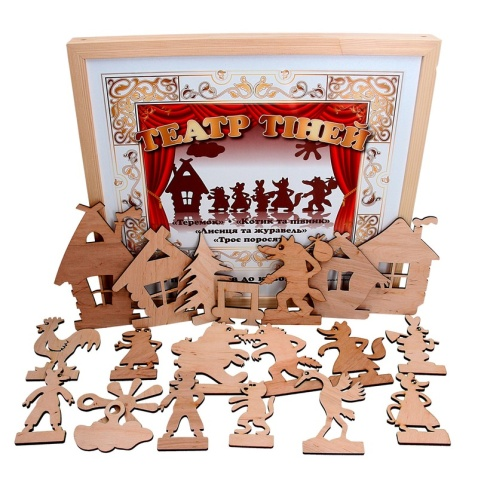 ТЕАТР ТІНЕЙ
«Теремок» • «Котик та півник»
«Лисиця та журавель»
«Троє поросят